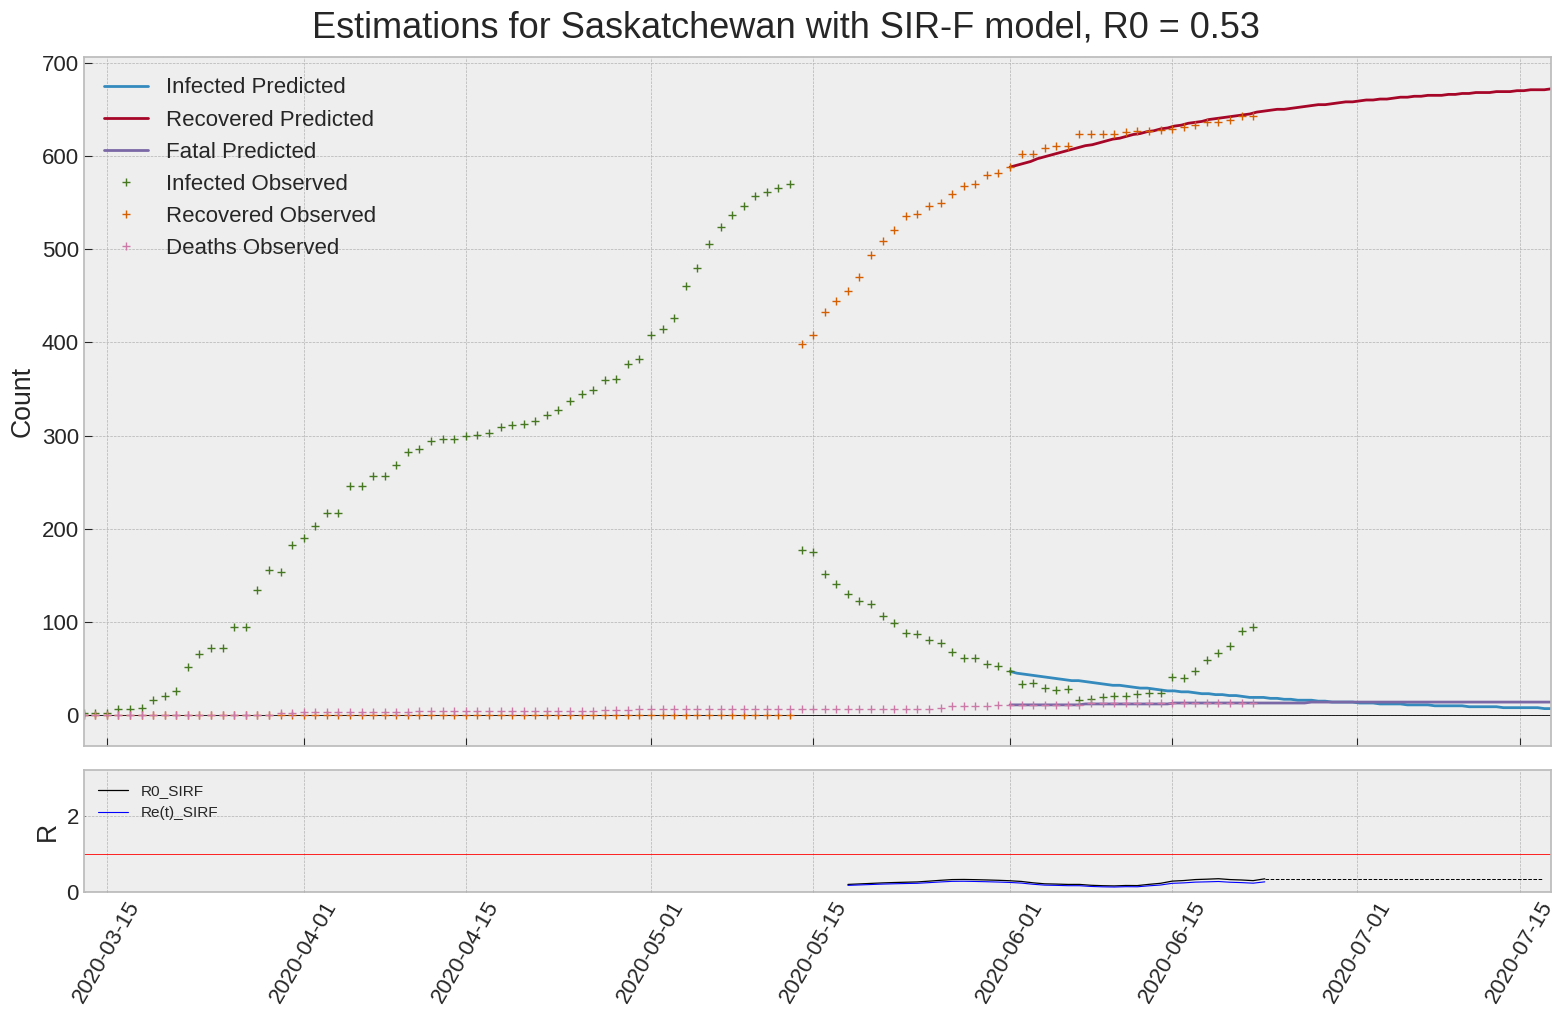 Estimations for Saskatchewan with SIR-F model, R0 = 0.53
700
600
500
400
300
200
100
0
Count
Infected Predicted
Recovered Predicted
Fatal Predicted
Infected Observed
Recovered Observed
Deaths Observed
2
0
R
R0_SIRF
Re(t)_SIRF
2020-03-15
2020-04-01
2020-04-15
2020-05-01
2020-05-15
2020-06-01
2020-06-15
2020-07-01
2020-07-15